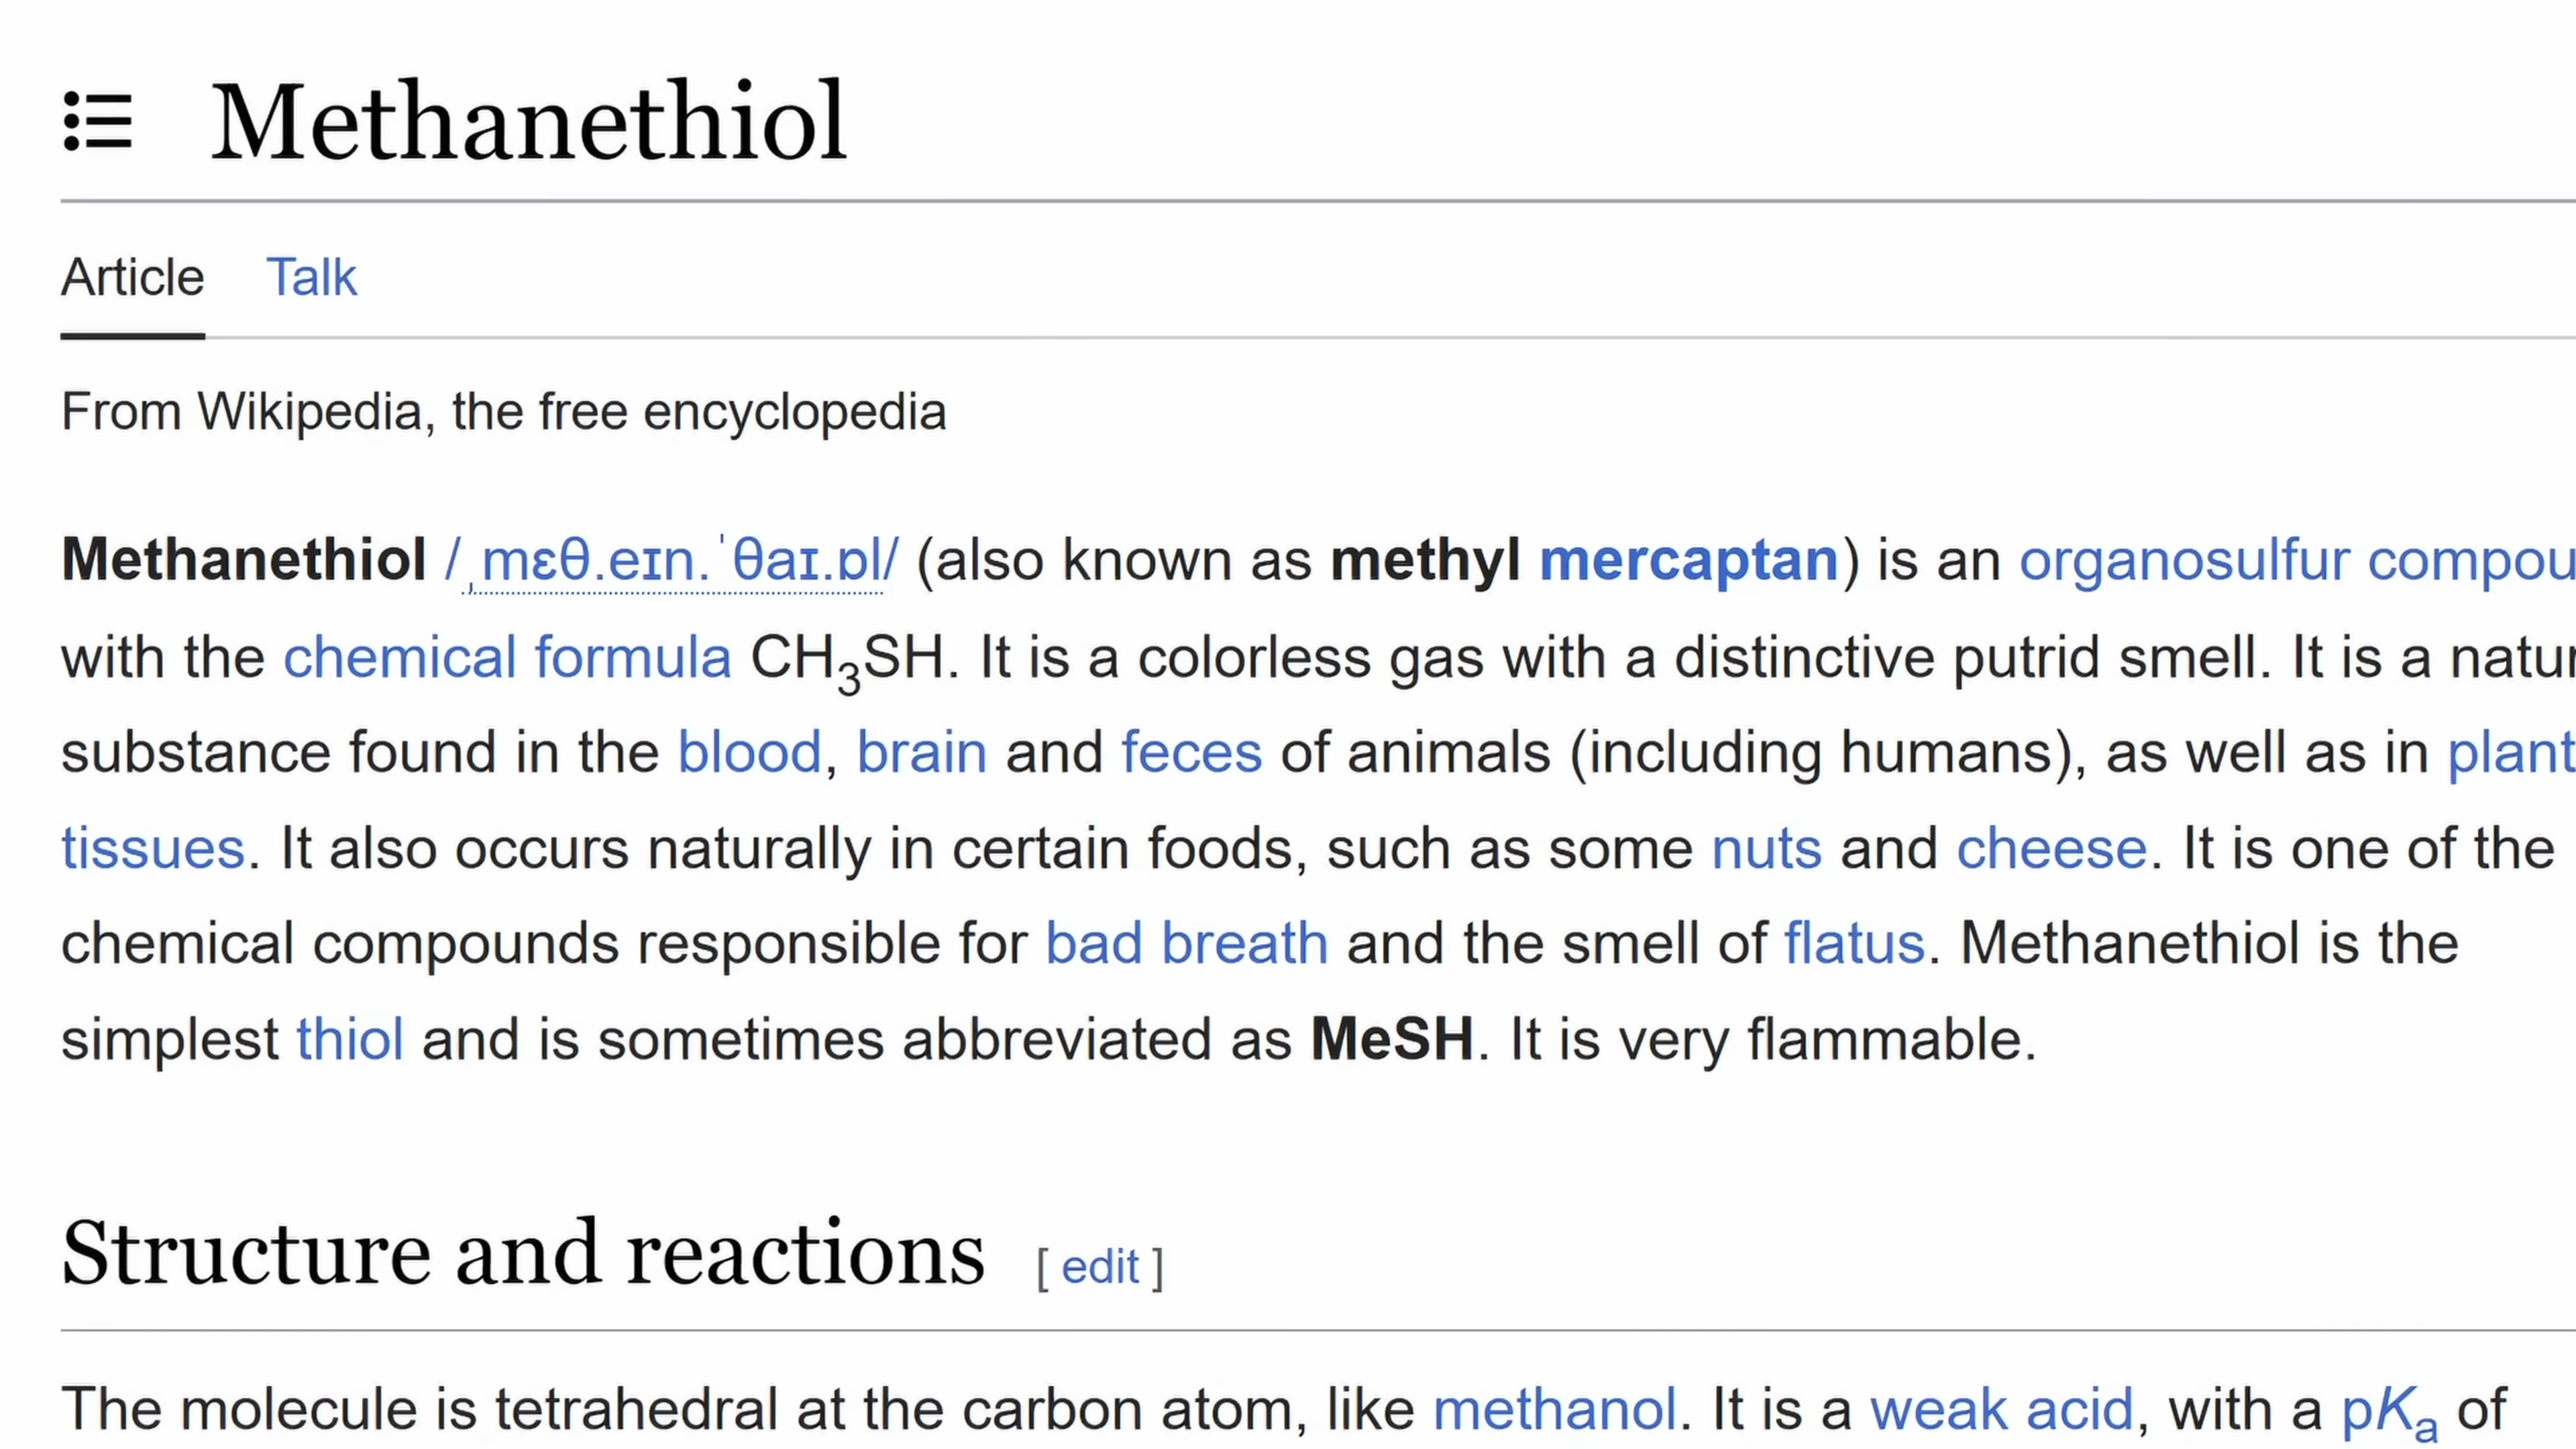 Methanethiol
Article Talk
From Wikipedia, the free encyclopedia
Methanethiol /ˌmɛθ.eɪn.ˈθaɪ.ɒl/ (also known as methyl mercaptan) is an organosulfur compou
with the chemical formula CH₃SH. It is a colorless gas with a distinctive putrid smell. It is a natur
substance found in the blood, brain and feces of animals (including humans), as well as in plant
tissues. It also occurs naturally in certain foods, such as some nuts and cheese. It is one of the
chemical compounds responsible for bad breath and the smell of flatus. Methanethiol is the
simplest thiol and is sometimes abbreviated as MeSH. It is very flammable.
Structure and reactions [ edit ]
The molecule is tetrahedral at the carbon atom, like methanol. It is a weak acid, with a pKₐ of